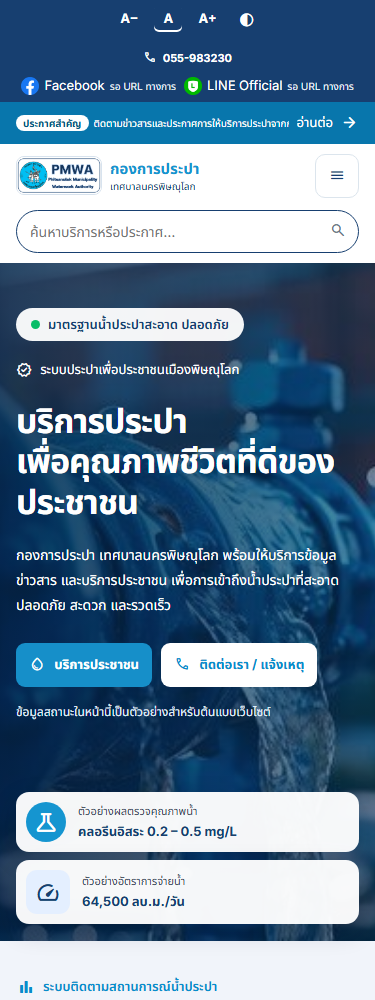 A− A A+
055-983230
Facebook รอ URL ทางการ LINE Official รอ URL ทางการ
ประกาศสำคัญ ติดตามข่าวสารและประกาศการให้บริการประปาจาก อ่านต่อ
PMWA
Phitsanulok Municipality
Waterwork Authority
กองการประปา
เทศบาลนครพิษณุโลก
ค้นหาบริการหรือประกาศ...
มาตรฐานน้ำประปาสะอาด ปลอดภัย
ระบบประปาเพื่อประชาชนเมืองพิษณุโลก
บริการประปา
เพื่อคุณภาพชีวิตที่ดีของ
ประชาชน
กองการประปา เทศบาลนครพิษณุโลก พร้อมให้บริการข้อมูล
ข่าวสาร และบริการประชาชน เพื่อการเข้าถึงน้ำประปาที่สะอาด
ปลอดภัย สะดวก และรวดเร็ว
บริการประชาชน ติดต่อเรา / แจ้งเหตุ
ข้อมูลสถานะในหน้านี้เป็นตัวอย่างสำหรับต้นแบบเว็บไซต์
ตัวอย่างผลตรวจคุณภาพน้ำ
คลอรีนอิสระ 0.2 – 0.5 mg/L
ตัวอย่างอัตราการจ่ายน้ำ
64,500 ลบ.ม./วัน
ระบบติดตามสถานการณ์น้ำประปา